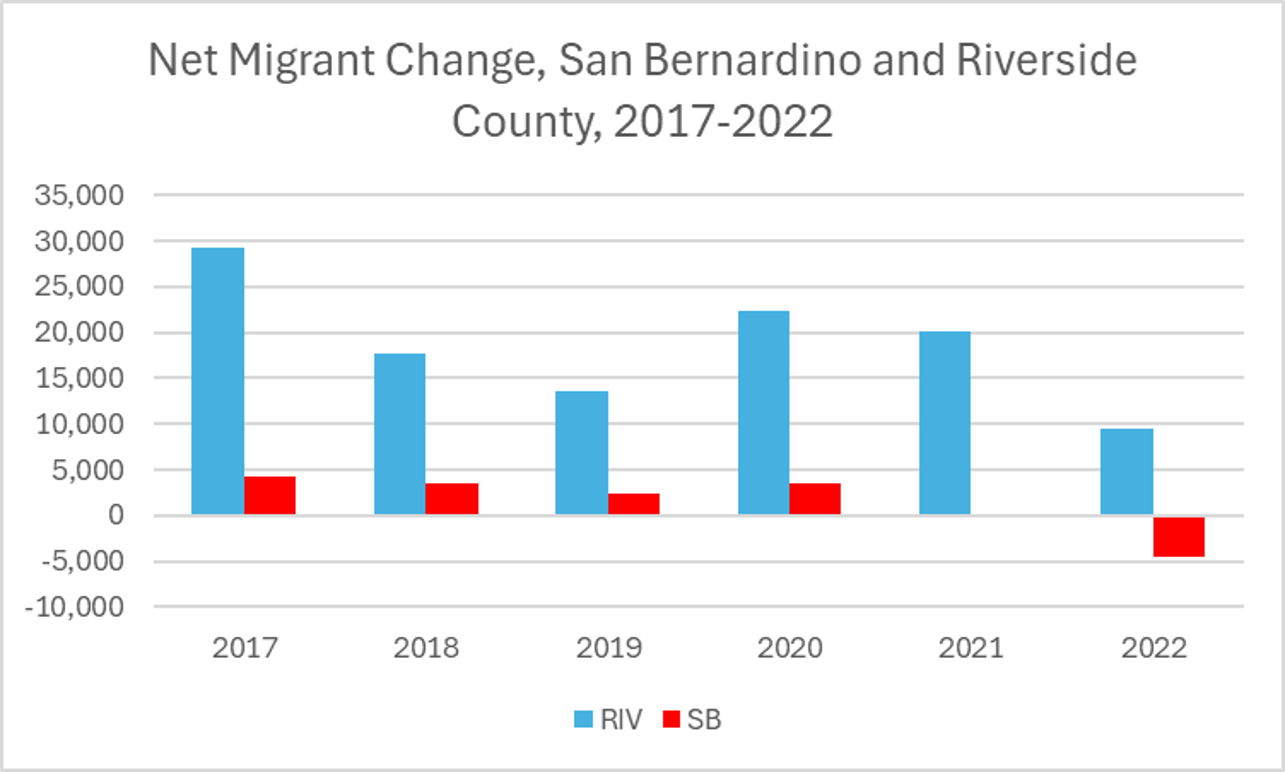 Net Migrant Change, San Bernardino and Riverside
County, 2017-2022
35,000
30,000
25,000
20,000
15,000
10,000
5,000
0
-5,000
-10,000
2017 2018 2019 2020 2021 2022
RIV SB